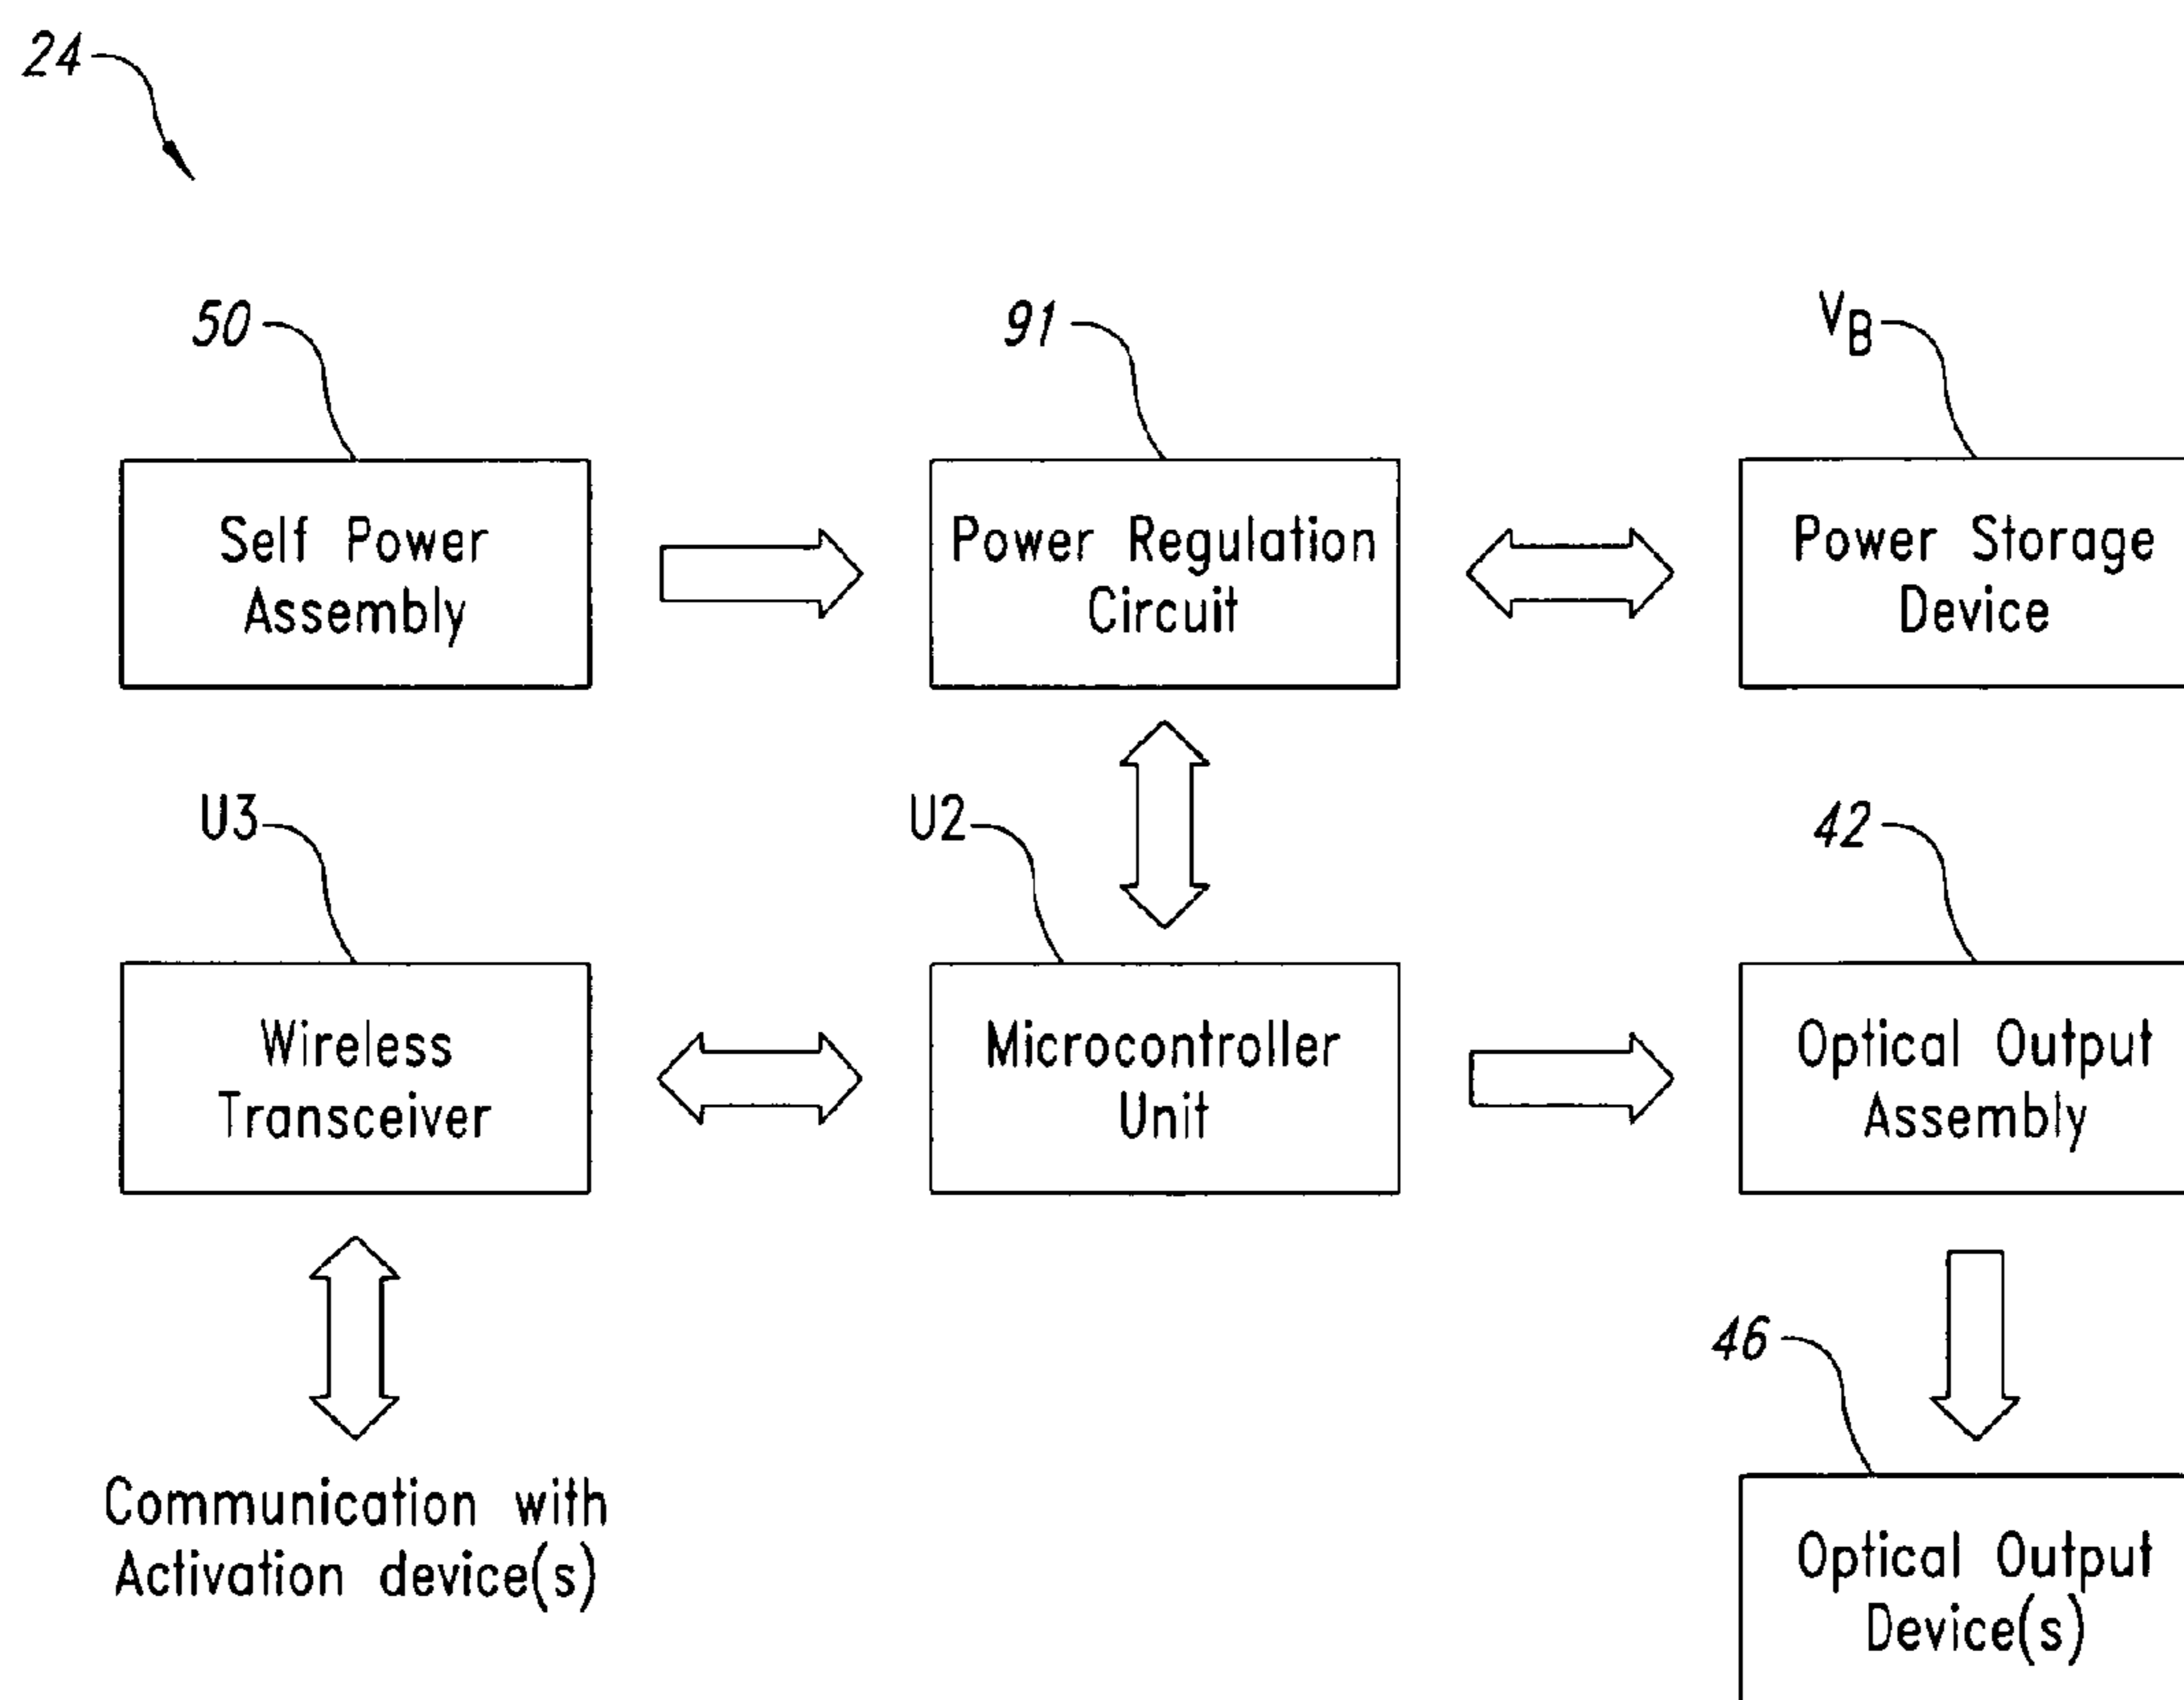 24
50
91
VB
Self Power
Assembly
Power Regulation
Circuit
Power Storage
Device
U3
U2
42
Wireless
Transceiver
Microcontroller
Unit
Optical Output
Assembly
46
Communication with
Activation device(s)
Optical Output
Device(s)